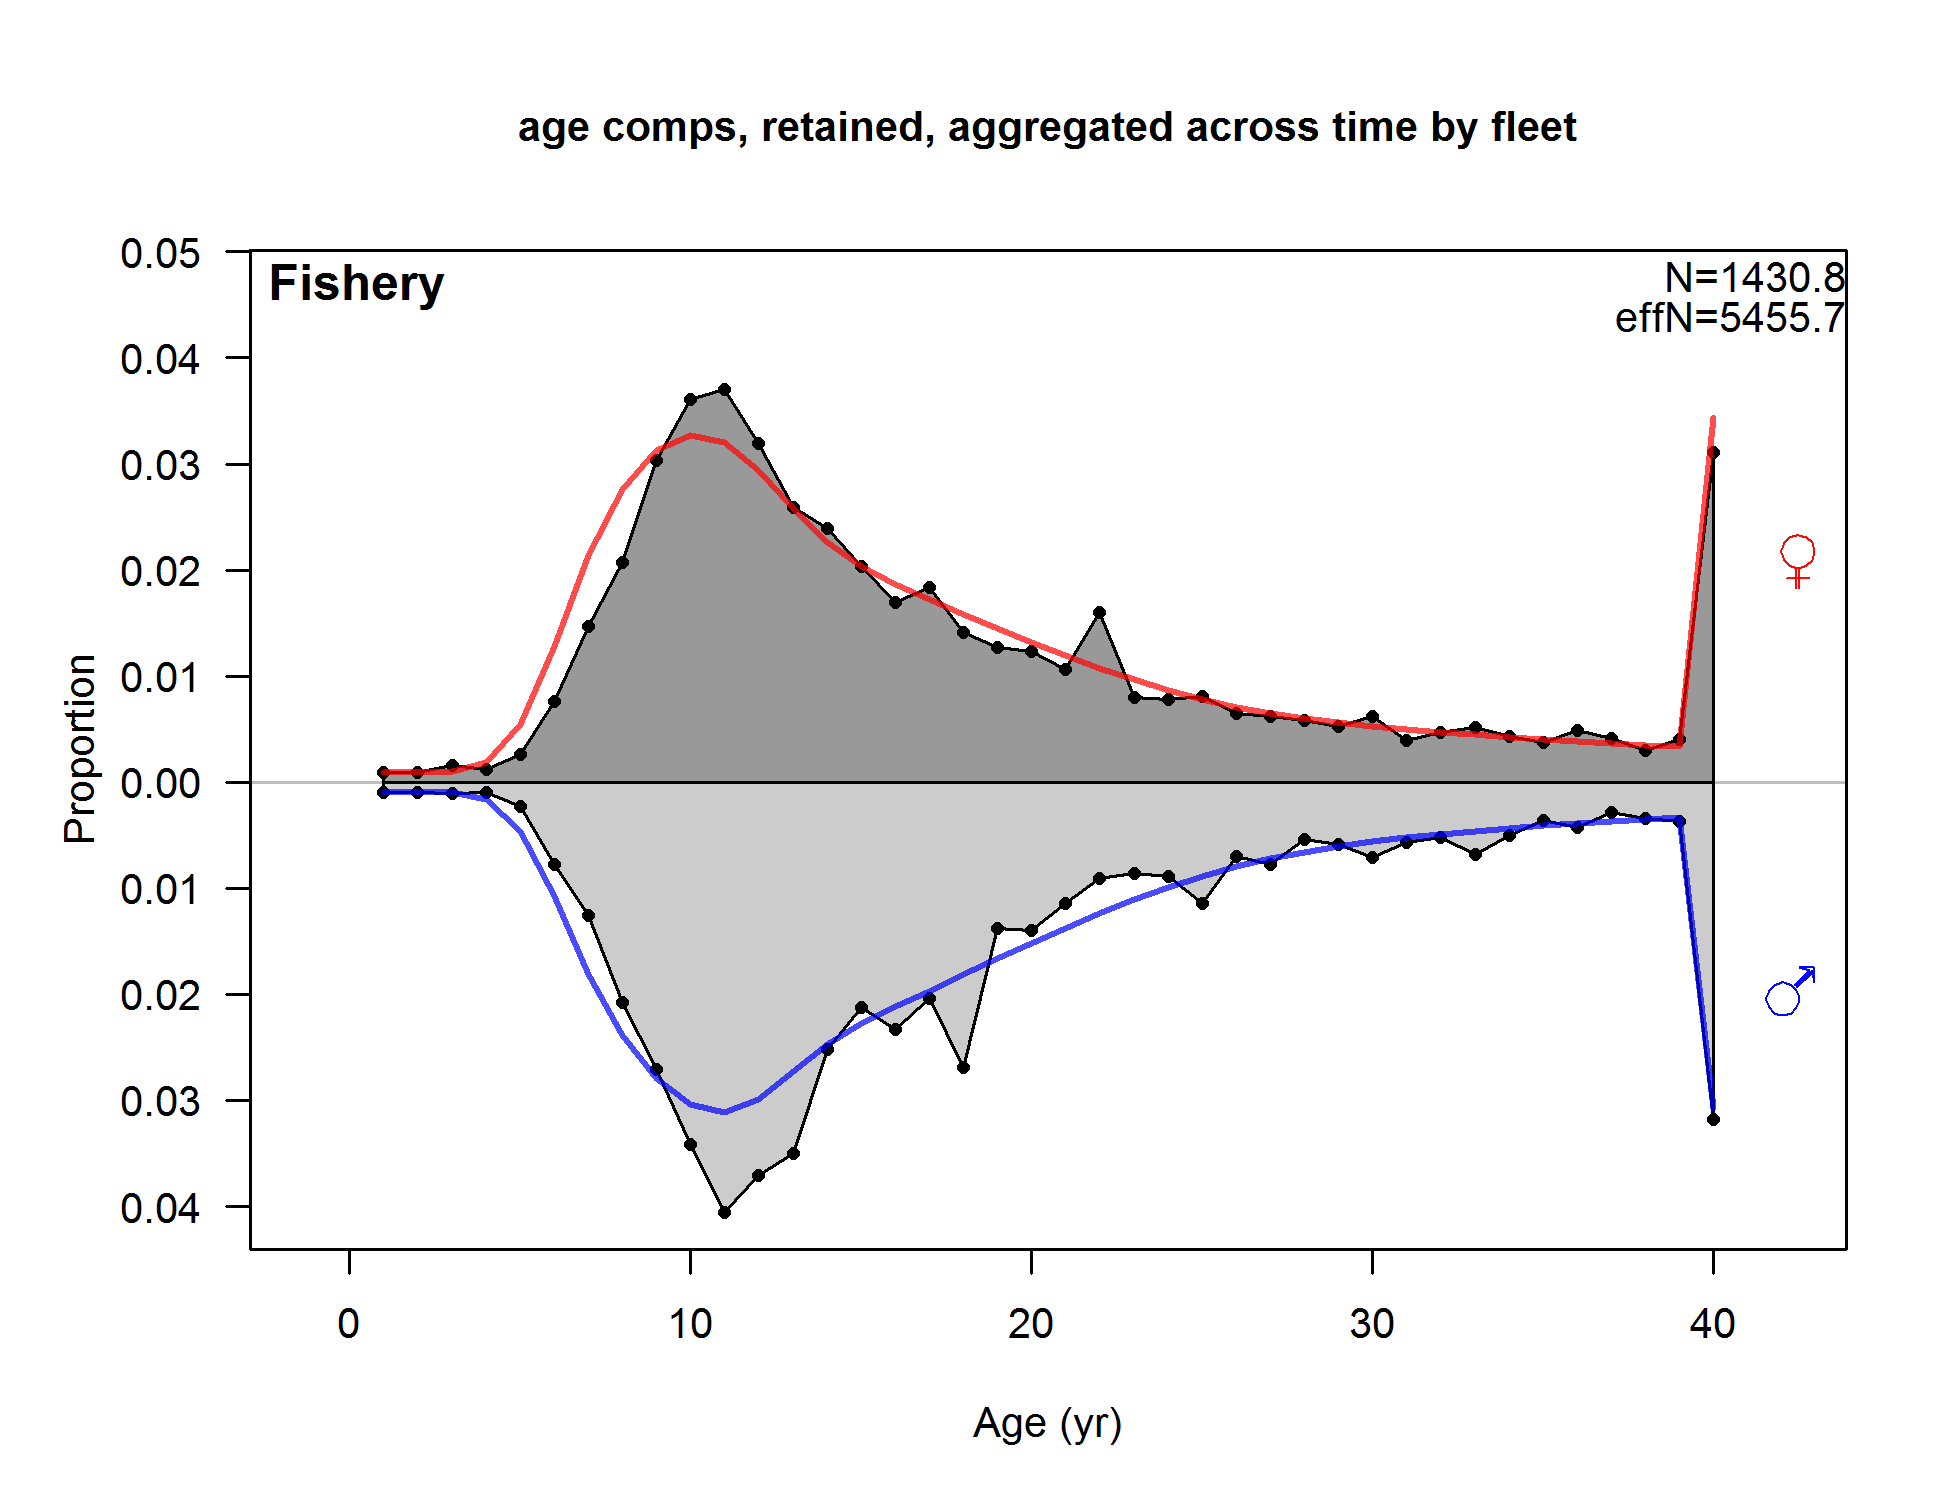 age comps, retained, aggregated across time by fleet
Fishery
N=1430.8
effN=5455.7
Proportion
0.05
0.04
0.03
0.02
0.01
0.00
0.01
0.02
0.03
0.04
♀
♂
0 10 20 30 40
Age (yr)